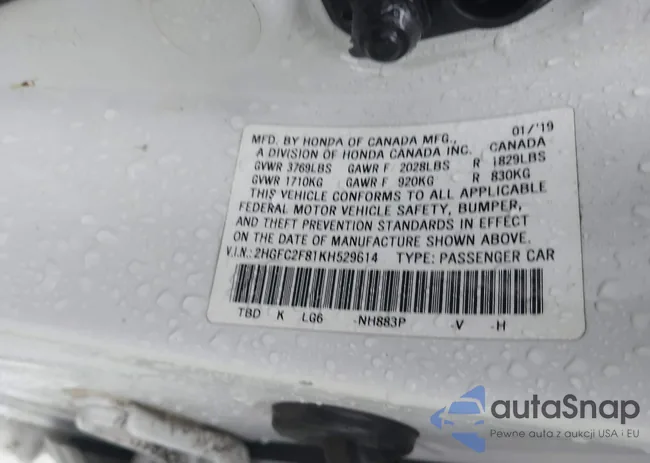 01/'19
MFD. BY HONDA OF CANADA MFG., CANADA
A DIVISION OF HONDA CANADA INC.
GVWR 3769LBS GAWR F 2028LBS R 1829LBS
GVWR 1710KG GAWR F 920KG R 830KG
THIS VEHICLE CONFORMS TO ALL APPLICABLE
FEDERAL MOTOR VEHICLE SAFETY, BUMPER,
AND THEFT PREVENTION STANDARDS IN EFFECT
ON THE DATE OF MANUFACTURE SHOWN ABOVE.
V.I.N.: 2HGFC2F81KH529614 TYPE: PASSENGER CAR
TBD K LG6 -NH883P -V -H
autaSnap
Pewne auta z aukcji USA i EU